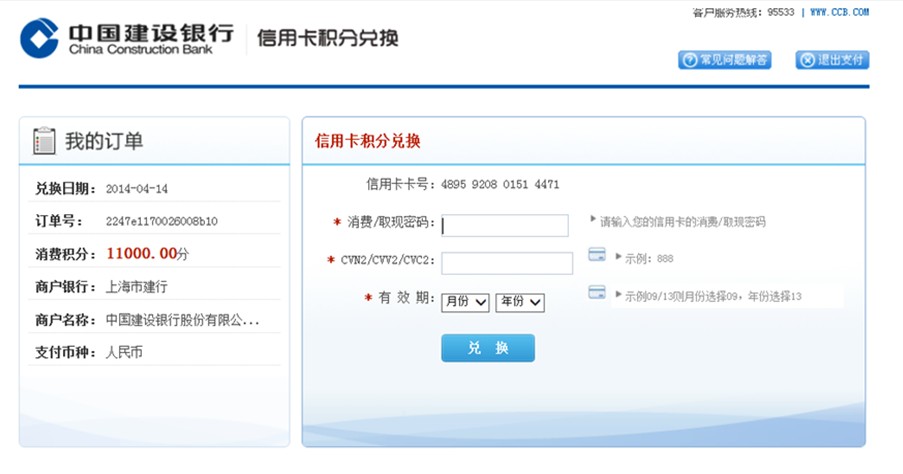 客户服务热线：95533 | WWW.CCB.COM
中国建设银行
China Construction Bank
信用卡积分兑换
常见问题解答
退出支付
我的订单
兑换日期： 2014-04-14
订单号： 2247e1170026008b10
消费积分： 11000.00分
商户银行： 上海市建行
商户名称： 中国建设银行股份有限公...
支付币种： 人民币
信用卡积分兑换
信用卡卡号：4895 9208 0151 4471
* 消费/取现密码： 请输入您的信用卡的消费/取现密码
* CVN2/CVV2/CVC2： 示例：888
* 有 效 期： 月份 年份 示例09/13则月份选择09，年份选择13
兑 换